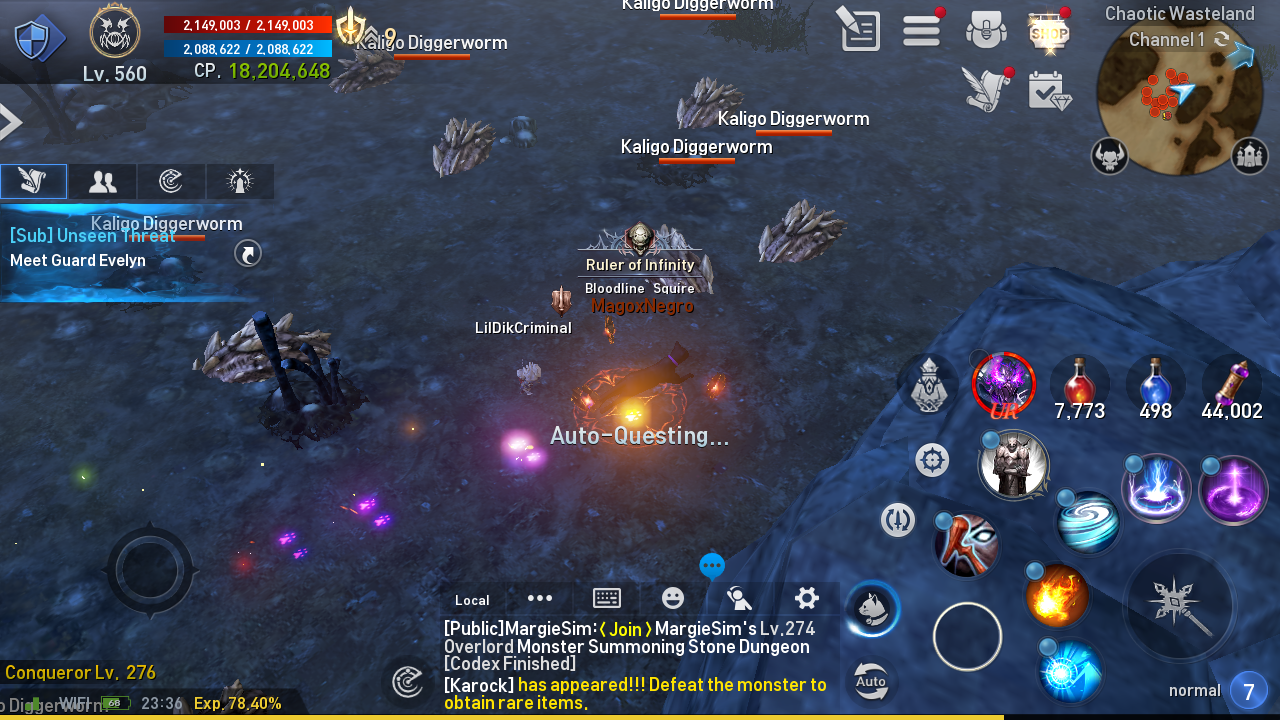 Kaligo Diggerworm
2,149,003 / 2,149,003
2,088,622 / 2,088,622
9
Kaligo Diggerworm
Lv. 560
CP. 18,204,648
SHOP
Chaotic Wasteland
Channel 1
Kaligo Diggerworm
Kaligo Diggerworm
Kaligo Diggerworm
[Sub] Unseen Threat
Meet Guard Evelyn
Ruler of Infinity
Bloodline` Squire
MagoxNegro
LilDikCriminal
Auto-Questing...
UR
7,773
498
44,002
Local
[Public]MargieSim:< Join > MargieSim's Lv.274
Overlord Monster Summoning Stone Dungeon
[Codex Finished]
[Karock] has appeared!!! Defeat the monster to
obtain rare items.
Auto
normal
7
Conqueror Lv. 276
o Diggerworm
WIFI
68
23:36
Exp. 78.40%